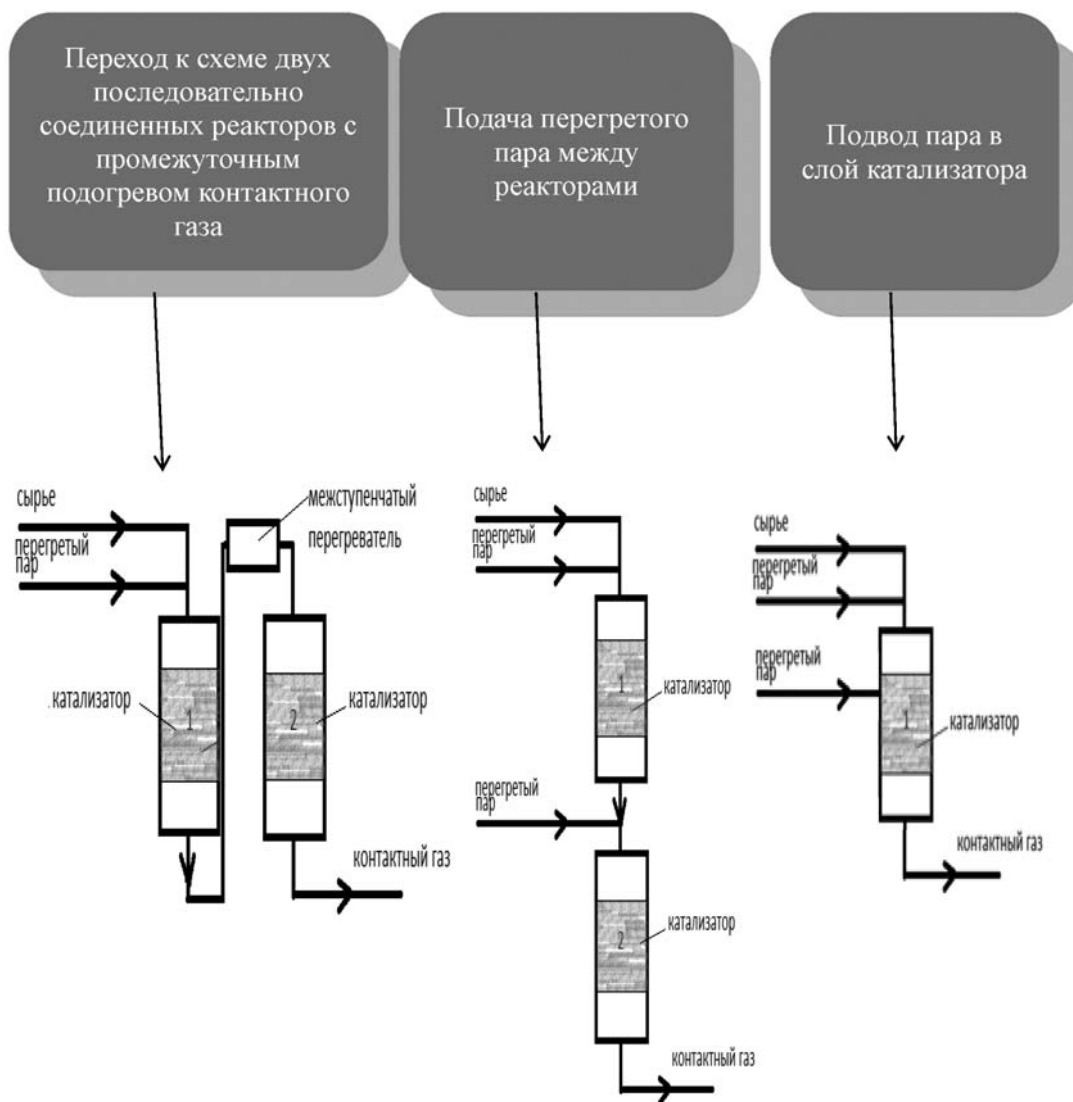 Переход к схеме двух
последовательно
соединенных реакторов с
промежуточным
подогревом контактного
газа
Подача перегретого
пара между
реакторами
Подвод пара в
слой катализатора
сырье
перегретый
пар
межступенчатый
перегреватель
катализатор
1
2
катализатор
контактный газ
сырье
перегретый
пар
1
катализатор
перегретый
пар
2
катализатор
контактный газ
сырье
перегретый
пар
перегретый
пар
1
катализатор
контактный газ